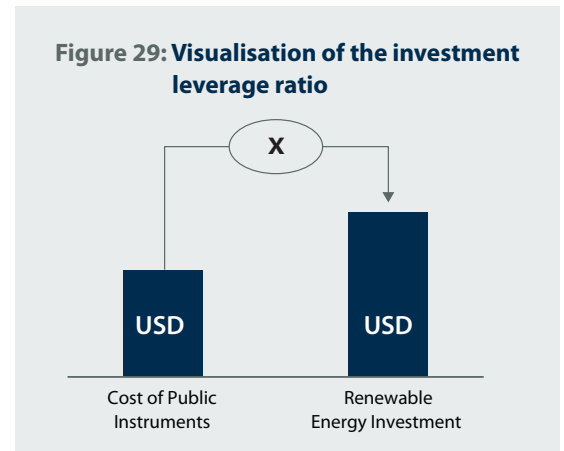 Figure 29: Visualisation of the investment
leverage ratio
X
USD
USD
Cost of Public
Instruments
Renewable
Energy Investment